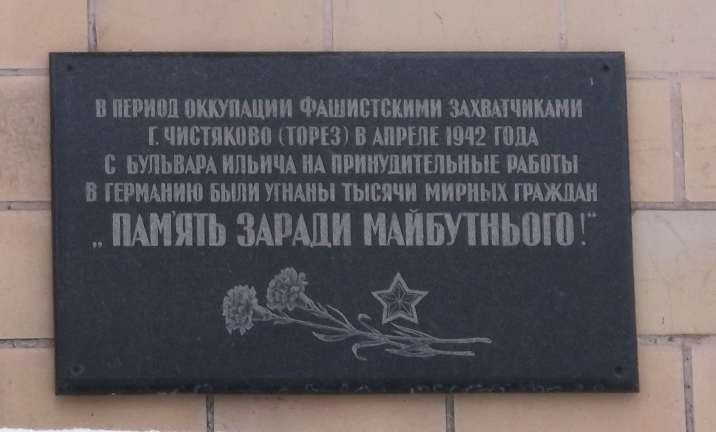 В ПЕРИОД ОККУПАЦИИ ФАШИСТСКИМИ ЗАХВАТЧИКАМИ
Г. ЧИСТЯКОВО (ТОРЕЗ) В АПРЕЛЕ 1942 ГОДА
С БУЛЬВАРА ИЛЬИЧА НА ПРИНУДИТЕЛЬНЫЕ РАБОТЫ
В ГЕРМАНИЮ БЫЛИ УГНАНЫ ТЫСЯЧИ МИРНЫХ ГРАЖДАН
„ПАМ'ЯТЬ ЗАРАДИ МАЙБУТНЬОГО!“